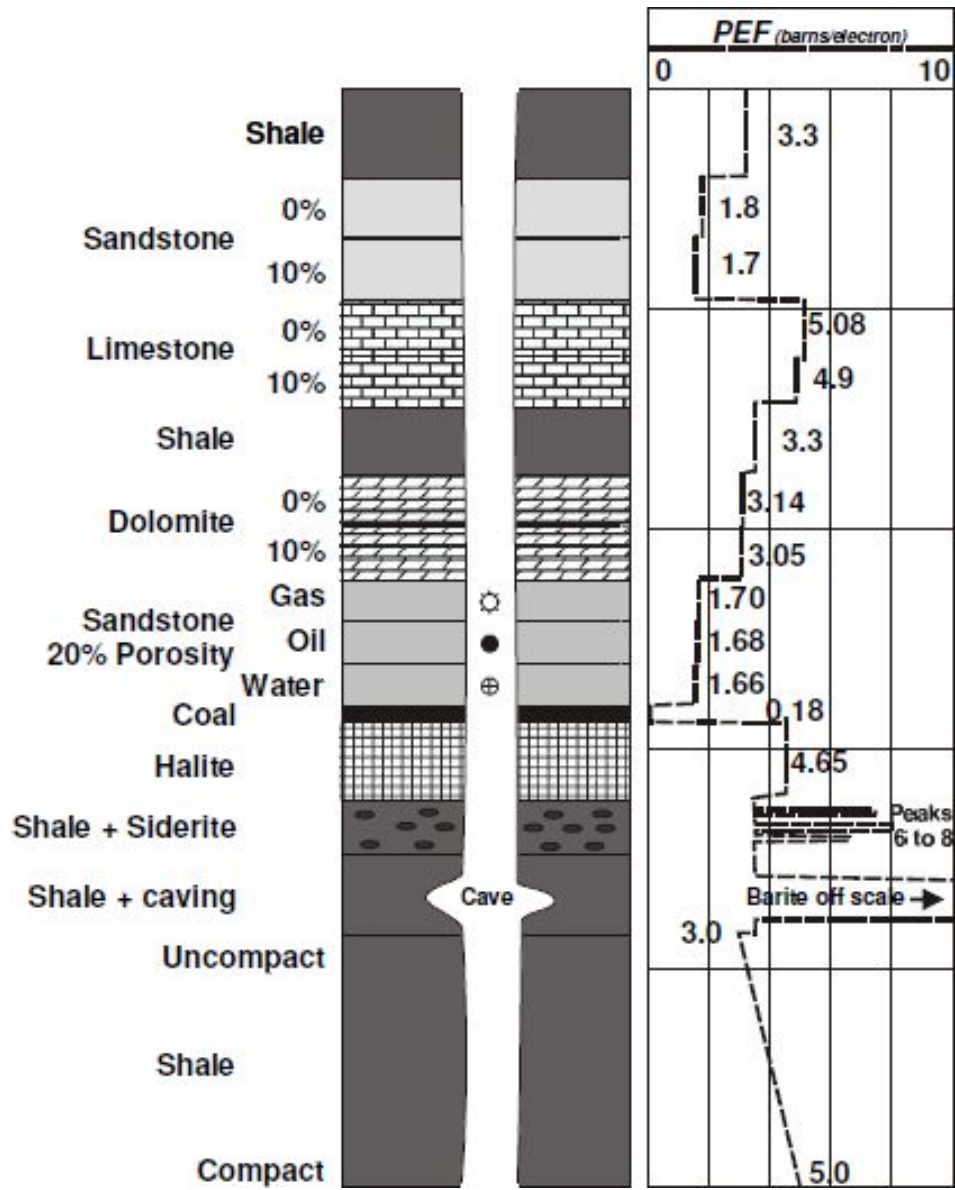 PEF (barns/electron)
0 10
Shale
3.3
0%
1.8
Sandstone
10%
1.7
0%
5.08
Limestone
10%
4.9
Shale
3.3
0%
3.14
Dolomite
10%
3.05
Gas
1.70
Sandstone
20% Porosity
Oil
1.68
Water
1.66
Coal
0.18
Halite
4.65
Shale + Siderite
Peaks
6 to 8
Shale + caving
Cave
Barite off scale
3.0
Uncompact
Shale
Compact
5.0